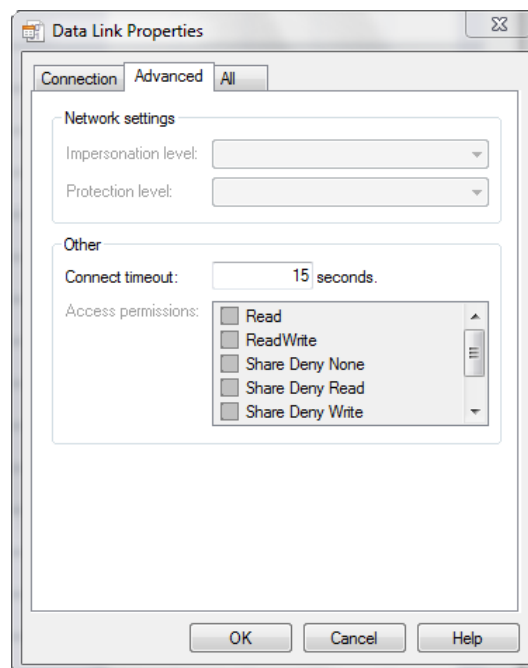 Data Link Properties
Connection Advanced All
Network settings
Impersonation level:
Protection level:
Other
Connect timeout: 15 seconds.
Access permissions: Read
ReadWrite
Share Deny None
Share Deny Read
Share Deny Write
OK Cancel Help